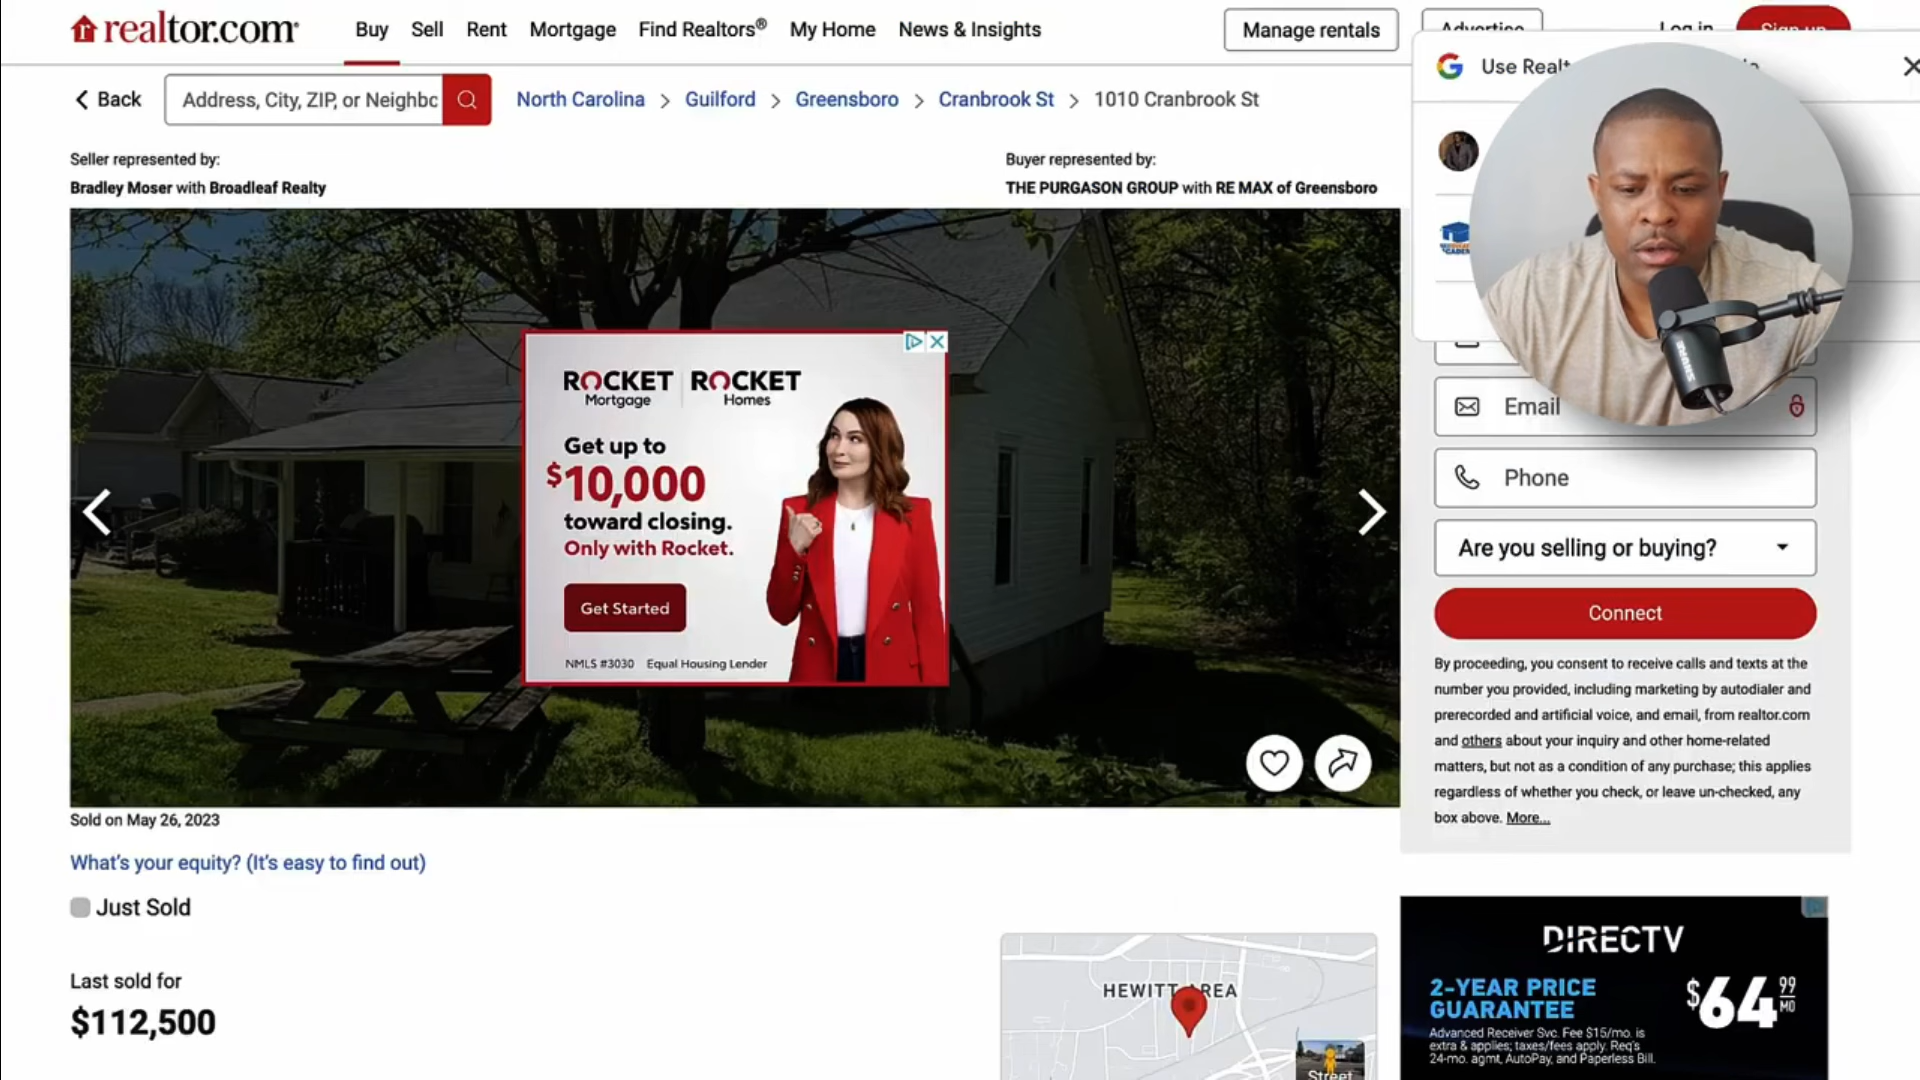 realtor.com®
Buy Sell Rent Mortgage Find Realtors® My Home News & Insights
Manage rentals
Advertise
Log in
Sign up
Back
Address, City, ZIP, or Neighbo
North Carolina > Guilford > Greensboro > Cranbrook St > 1010 Cranbrook St
Use Realt
Seller represented by:
Bradley Moser with Broadleaf Realty
Buyer represented by:
THE PURGASON GROUP with RE MAX of Greensboro
ROCKET Mortgage
ROCKET Homes
Get up to
$10,000
toward closing.
Only with Rocket.
Get Started
NMLS #3030 Equal Housing Lender
SHURE
Email
Phone
Are you selling or buying?
Connect
By proceeding, you consent to receive calls and texts at the
number you provided, including marketing by autodialer and
prerecorded and artificial voice, and email, from realtor.com
and others about your inquiry and other home-related
matters, but not as a condition of any purchase; this applies
regardless of whether you check, or leave un-checked, any
box above. More...
Sold on May 26, 2023
What's your equity? (It's easy to find out)
Just Sold
Last sold for
$112,500
HEWITT AREA
Street
DIRECTV
2-YEAR PRICE
GUARANTEE
$64 99 MO
Advanced Receiver Svc. Fee $15/mo. is
extra & applies; taxes/fees apply. Req's
24-mo. agmt, AutoPay, and Paperless Bill.